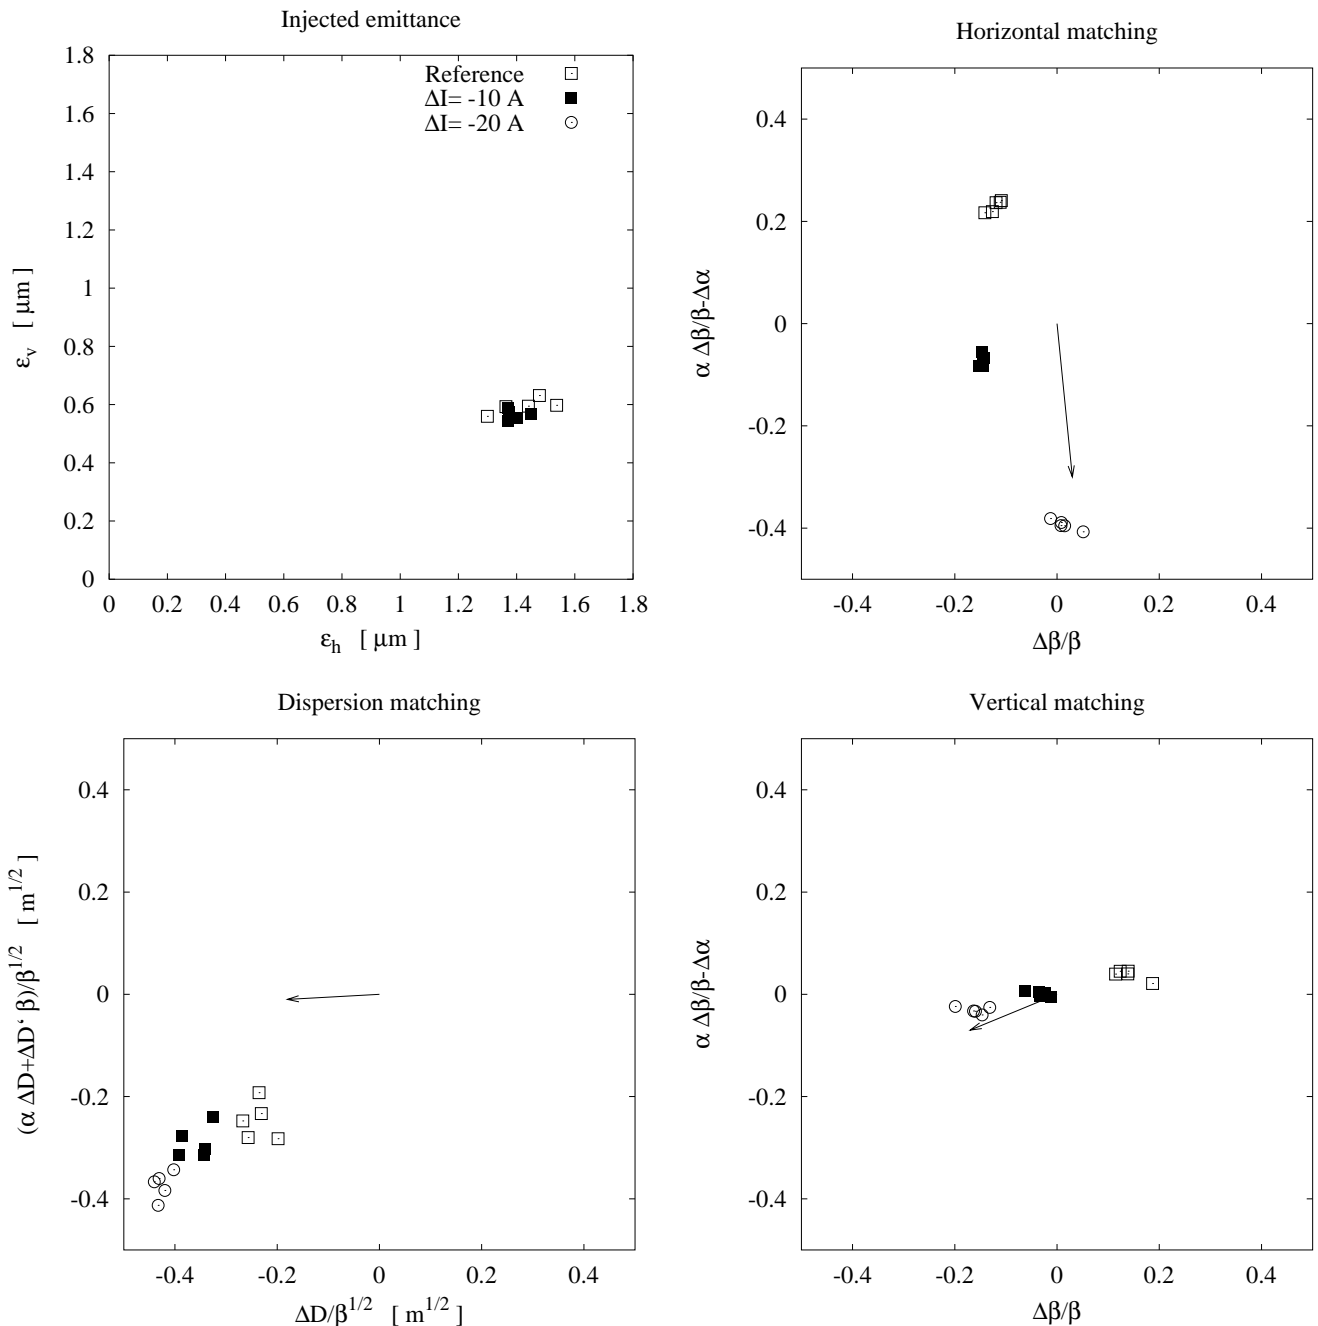 Injected emittance
Reference
ΔI= -10 A
ΔI= -20 A
1.8
1.6
1.4
1.2
1
0.8
0.6
0.4
0.2
0
εv [ μm ]
0 0.2 0.4 0.6 0.8 1 1.2 1.4 1.6 1.8
εh [ μm ]
Horizontal matching
0.4
0.2
0
-0.2
-0.4
α Δβ/β-Δα
-0.4 -0.2 0 0.2 0.4
Δβ/β
Dispersion matching
0.4
0.2
0
-0.2
-0.4
(α ΔD+ΔD‘ β)/β^1/2 [ m^1/2 ]
-0.4 -0.2 0 0.2 0.4
ΔD/β^1/2 [ m^1/2 ]
Vertical matching
0.4
0.2
0
-0.2
-0.4
α Δβ/β-Δα
-0.4 -0.2 0 0.2 0.4
Δβ/β